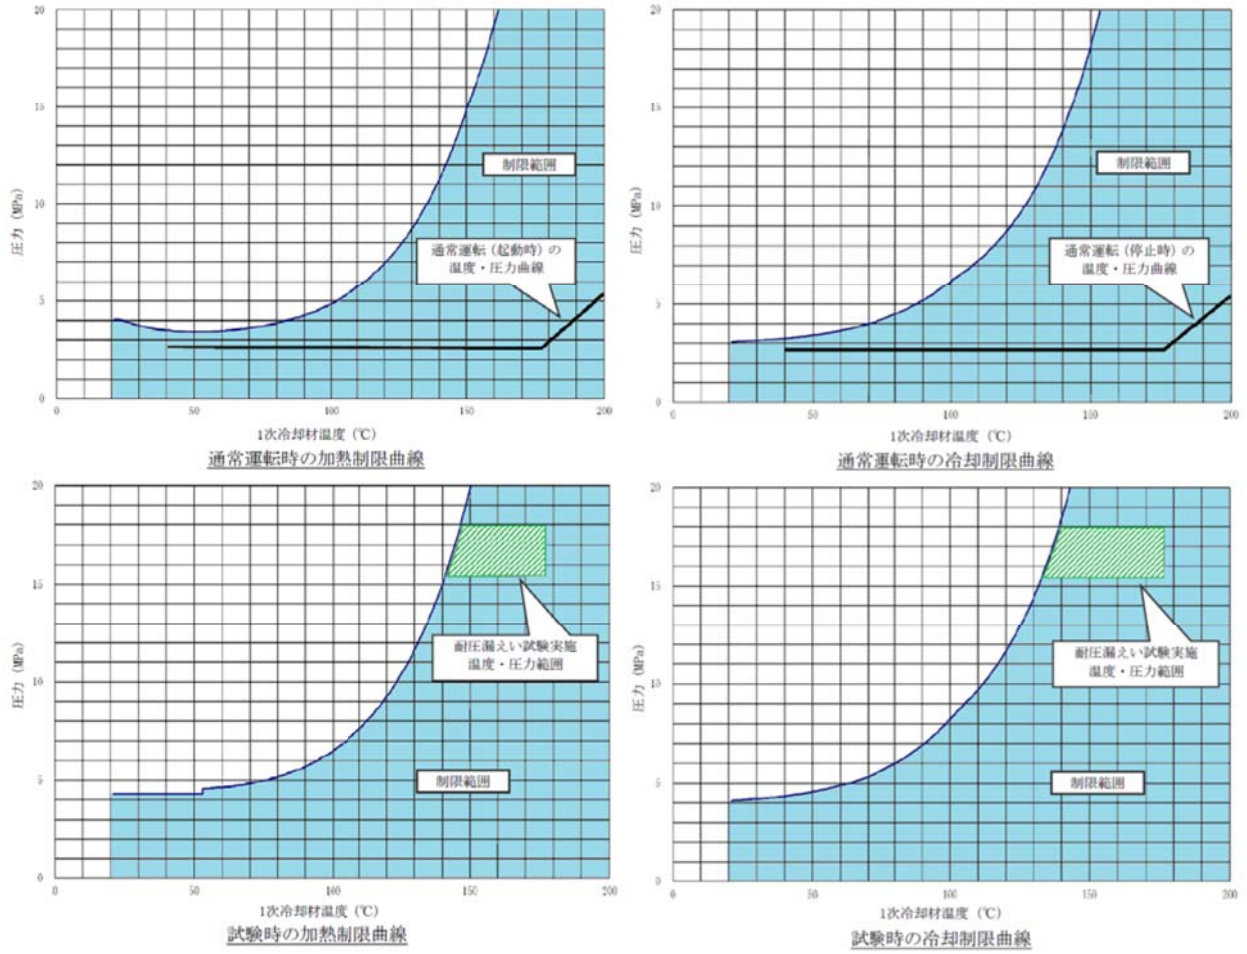 20
15
10
5
0
圧力 (MPa)
制限範囲
通常運転(起動時)の
温度・圧力曲線
0
50
100
150
200
1次冷却材温度 (℃)
通常運転時の加熱制限曲線
20
15
10
5
0
圧力 (MPa)
制限範囲
通常運転(停止時)の
温度・圧力曲線
0
50
100
150
200
1次冷却材温度 (℃)
通常運転時の冷却制限曲線
20
15
10
5
0
圧力 (MPa)
耐圧漏えい試験実施
温度・圧力範囲
制限範囲
0
50
100
150
200
1次冷却材温度 (℃)
試験時の加熱制限曲線
20
15
10
5
0
圧力 (MPa)
耐圧漏えい試験実施
温度・圧力範囲
制限範囲
0
50
100
150
200
1次冷却材温度 (℃)
試験時の冷却制限曲線